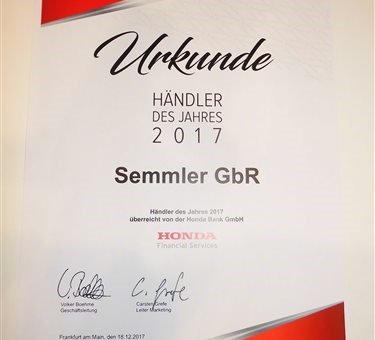 Urkunde
HÄNDLER
DES JAHRES
2017
Semmler GbR
Händler des Jahres 2017
überreicht von der Honda Bank GmbH
HONDA
Financial Services
Volker Boehme
Geschäftsleitung
Carsten Grefe
Leiter Marketing
Frankfurt am Main, den 18.12.2017